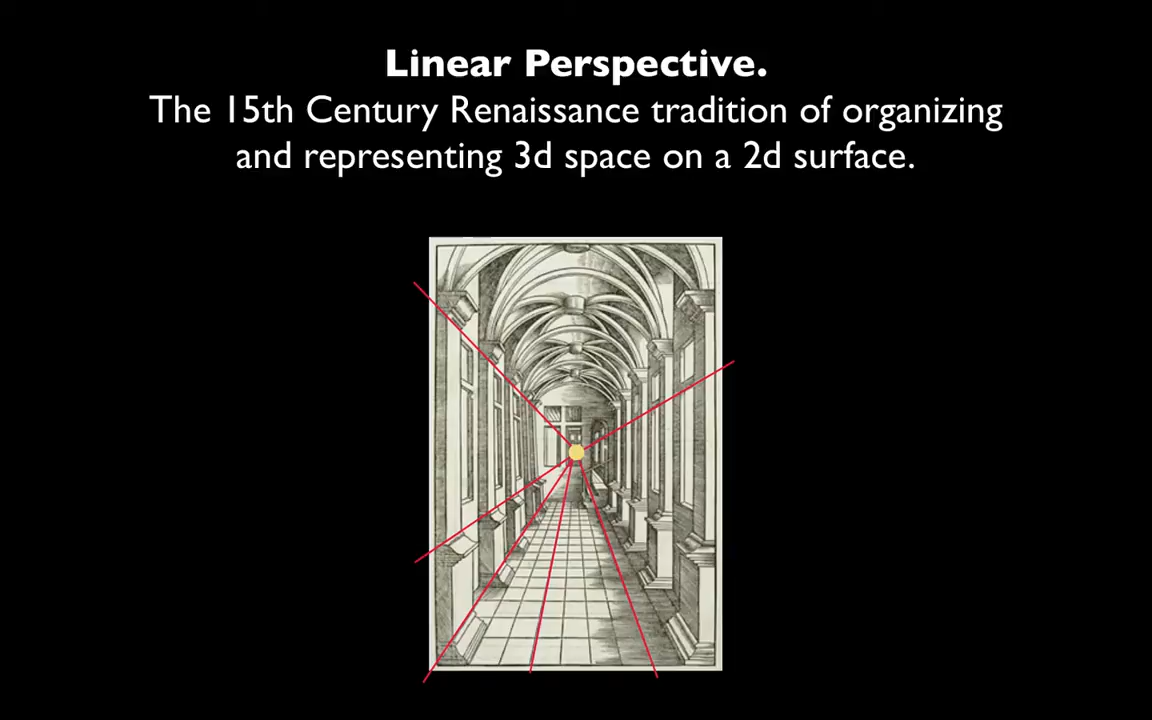 Linear Perspective.
The 15th Century Renaissance tradition of organizing
and representing 3d space on a 2d surface.